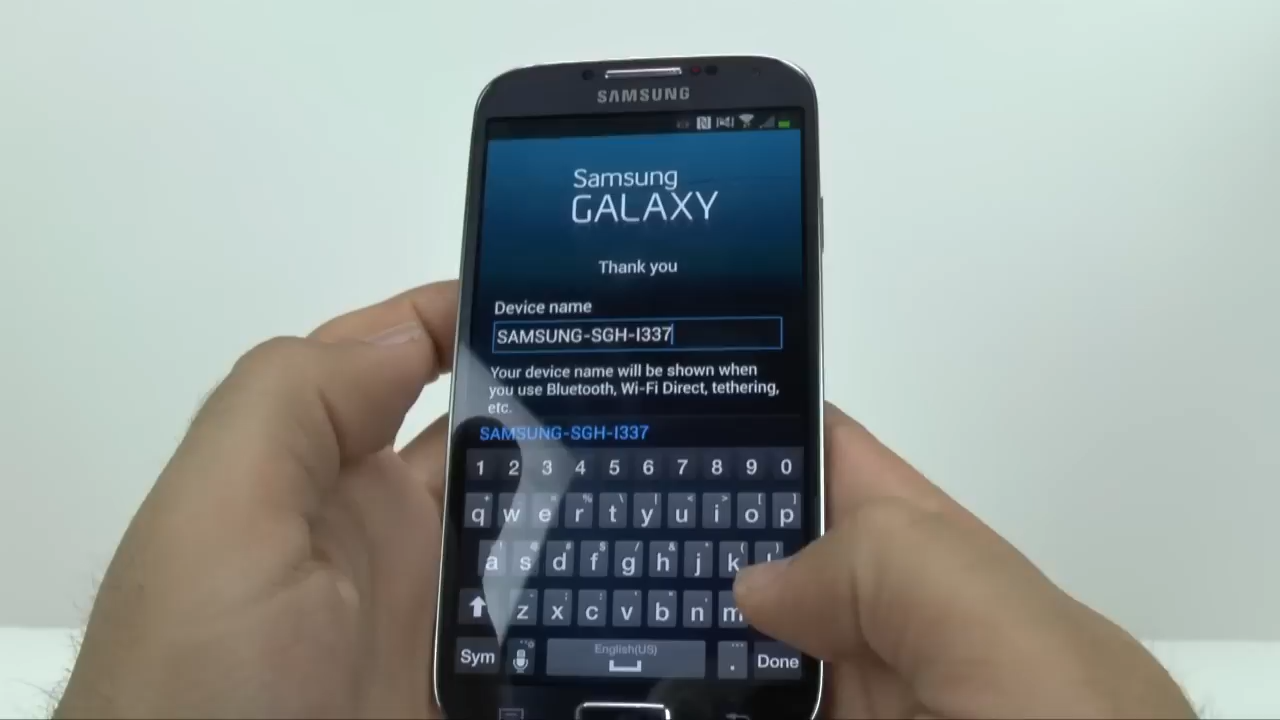 SAMSUNG
Samsung
GALAXY
Thank you
Device name
SAMSUNG-SGH-I337
Your device name will be shown when
you use Bluetooth, Wi-Fi Direct, tethering,
etc.
SAMSUNG-SGH-I337
1 2 3 4 5 6 7 8 9 0
q w e r t y u i o p
a s d f g h j k
z x c v b n m
Sym English(US) . Done